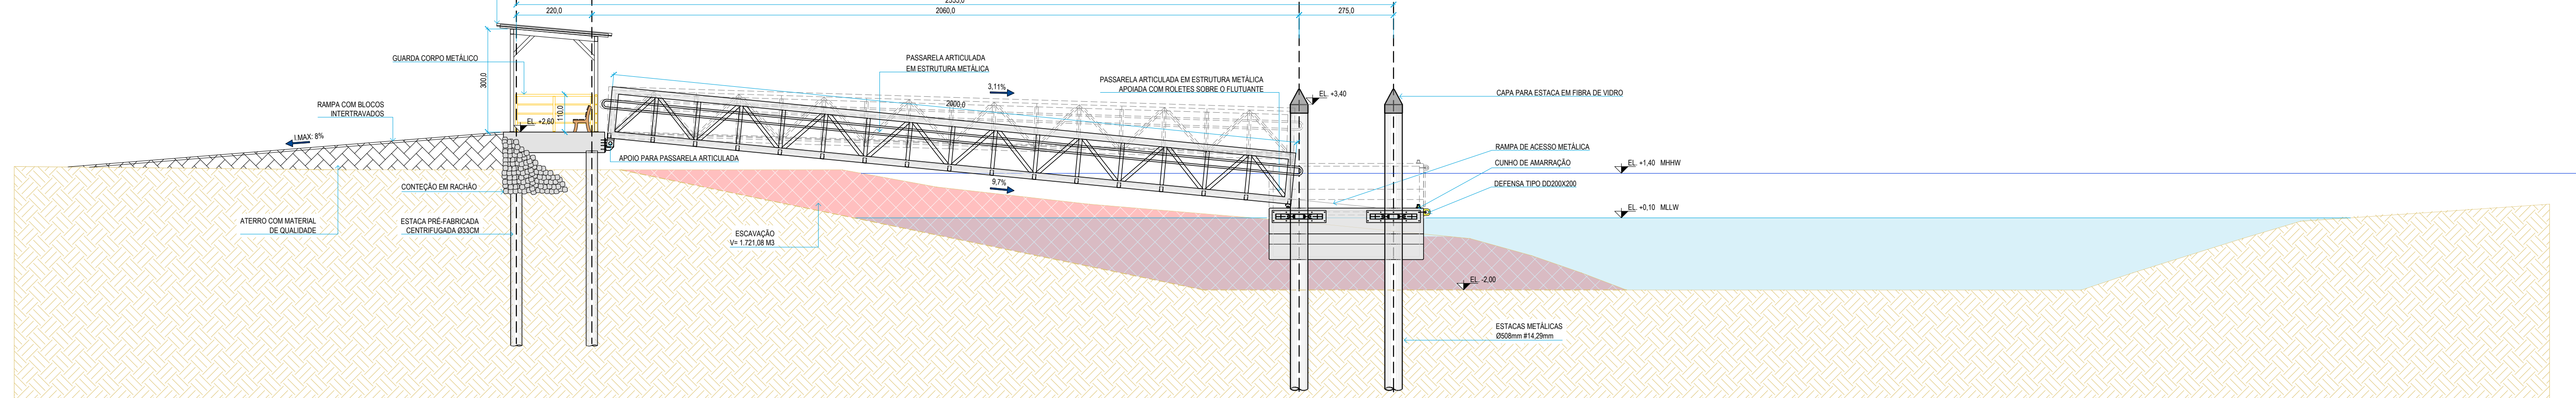 220,0
2060,0
275,0
300,0
GUARDA CORPO METÁLICO
110,0
EL. +2,60
RAMPA COM BLOCOS
INTERTRAVADOS
I.MAX: 8%
PASSARELA ARTICULADA
EM ESTRUTURA METÁLICA
3,11%
2000,0
PASSARELA ARTICULADA EM ESTRUTURA METÁLICA
APOIADA COM ROLETES SOBRE O FLUTUANTE
EL. +3,40
CAPA PARA ESTACA EM FIBRA DE VIDRO
APOIO PARA PASSARELA ARTICULADA
RAMPA DE ACESSO METÁLICA
CUNHO DE AMARRAÇÃO
DEFENSA TIPO DD200X200
EL. +1,40 MHHW
EL. +0,10 MLLW
CONTEÇÃO EM RACHÃO
9,7%
ATERRO COM MATERIAL
DE QUALIDADE
ESTACA PRÉ-FABRICADA
CENTRIFUGADA Ø33CM
ESCAVAÇÃO
V= 1.721,08 M3
EL. -2,00
ESTACAS METÁLICAS
Ø508mm #14,29mm